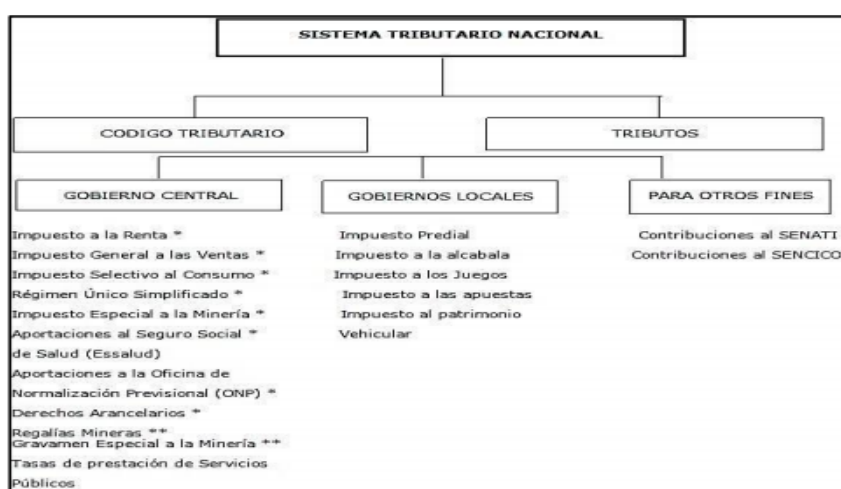 SISTEMA TRIBUTARIO NACIONAL
CODIGO TRIBUTARIO
TRIBUTOS
GOBIERNO CENTRAL
Impuesto a la Renta *
Impuesto General a las Ventas *
Impuesto Selectivo al Consumo *
Régimen Único Simplificado *
Impuesto Especial a la Minería *
Aportaciones al Seguro Social *
de Salud (Essalud)
Aportaciones a la Oficina de
Normalización Previsional (ONP) *
Derechos Arancelarios *
Regalías Mineras **
Gravamen Especial a la Minería **
Tasas de prestación de Servicios
Públicos
GOBIERNOS LOCALES
Impuesto Predial
Impuesto a la alcabala
Impuesto a los Juegos
Impuesto a las apuestas
Impuesto al patrimonio
Vehicular
PARA OTROS FINES
Contribuciones al SENATI
Contribuciones al SENCICO